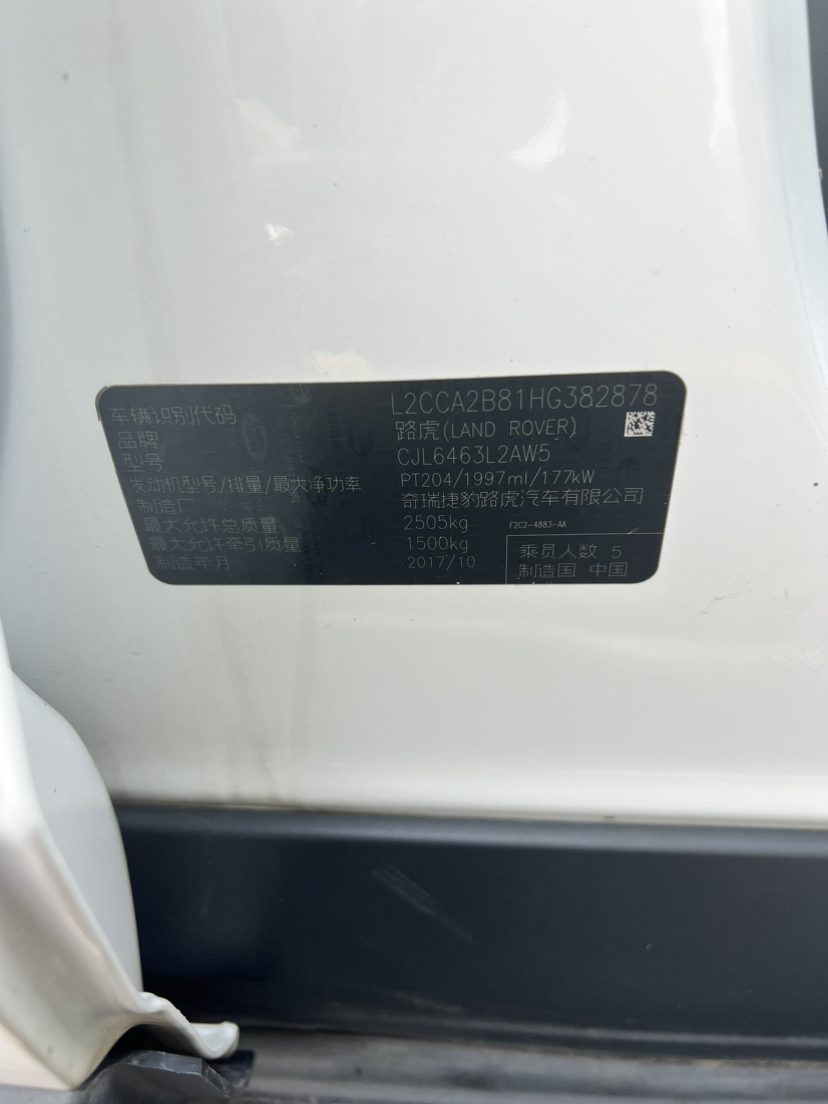 车辆识别代码 L2CCA2B81HG382878
品牌 路虎(LAND ROVER)
型号 CJL6463L2AW5
发动机型号/排量/最大净功率 PT204/1997ml/177kW
制造厂 奇瑞捷豹路虎汽车有限公司
最大允许总质量 2505kg F2C2-4883-AA
最大允许牵引质量 1500kg
制造年月 2017/10
乘员人数 5
制造国 中国